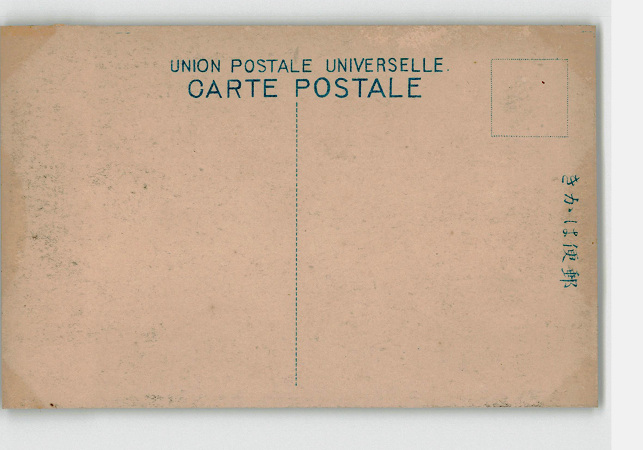 UNION POSTALE UNIVERSELLE.
CARTE POSTALE
郵便はかき